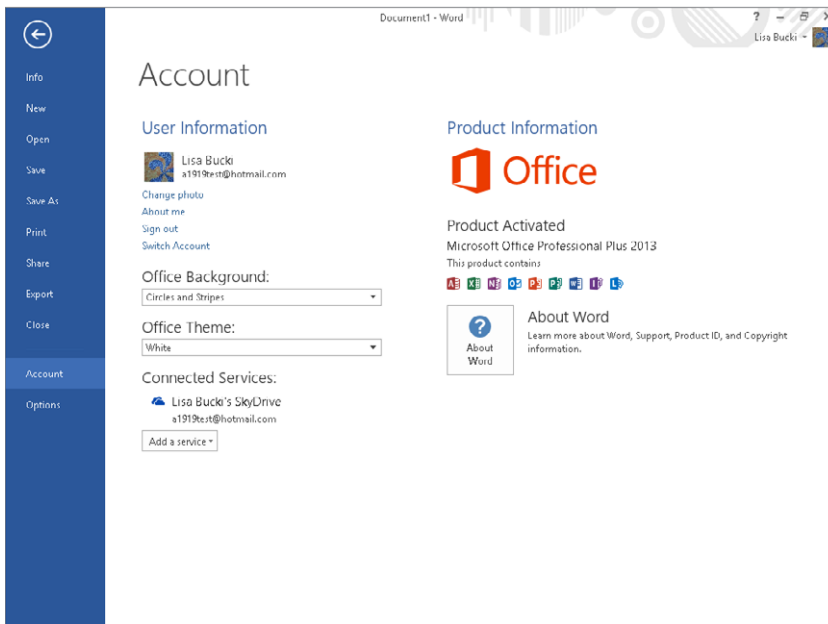 Document1 - Word
?
Lisa Bucki
Info
New
Open
Save
Save As
Print
Share
Export
Close
Account
Options
Account
User Information
Lisa Bucki
a1919test@hotmail.com
Change photo
About me
Sign out
Switch Account
Office Background:
Circles and Stripes
Office Theme:
White
Connected Services:
Lisa Bucki's SkyDrive
a1919test@hotmail.com
Add a service
Product Information
Office
Product Activated
Microsoft Office Professional Plus 2013
This product contains
?
About
Word
About Word
Learn more about Word, Support, Product ID, and Copyright
information.